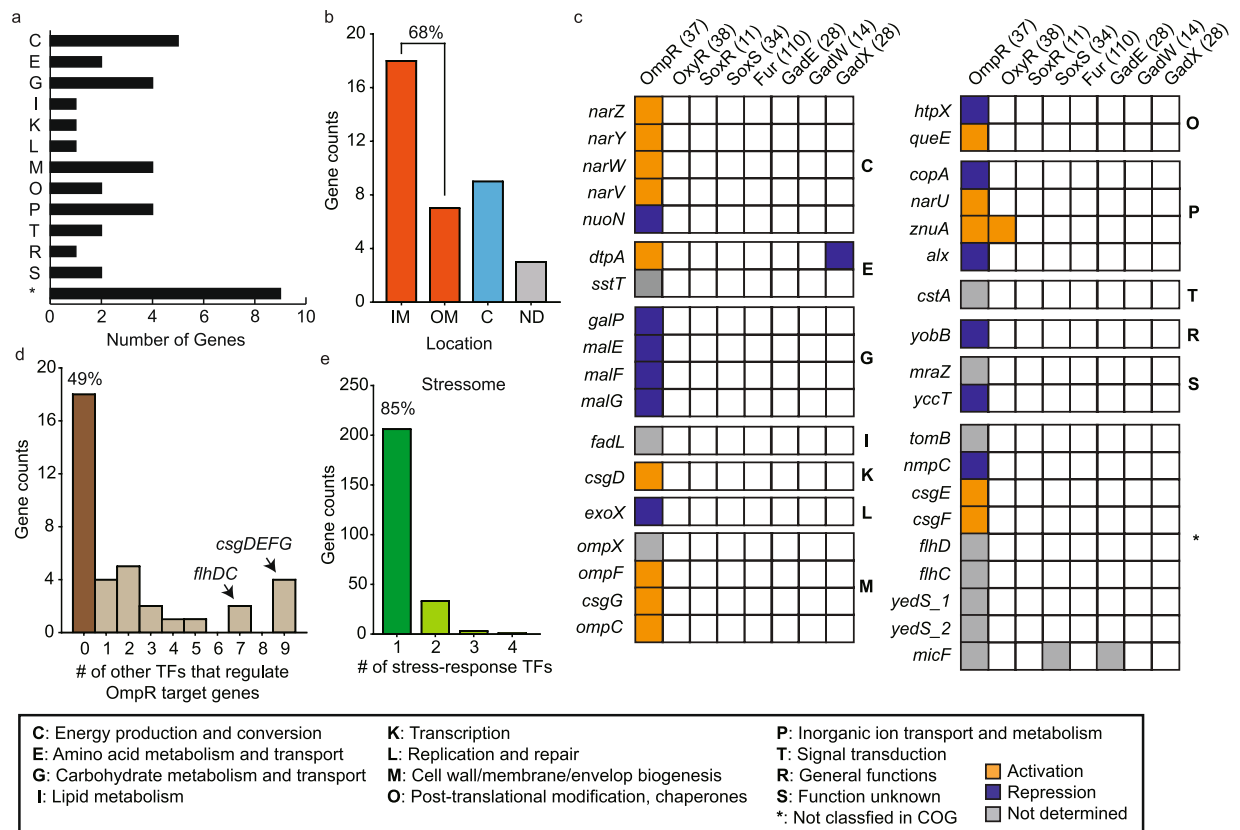 a
C
E
G
I
K
L
M
O
P
T
R
S
*
0 2 4 6 8 10
Number of Genes
b
68%
20
16
12
8
4
0
Gene counts
IM OM C ND
Location
c
OmpR (37)
OxyR (38)
SoxR (11)
SoxS (34)
Fur (110)
GadE (28)
GadW (14)
GadX (28)
narZ
narY
narW
narV
nuoN
C
dtpA
sstT
E
galP
malE
malF
malG
G
fadL
I
csgD
K
exoX
L
ompX
ompF
csgG
ompC
M
OmpR (37)
OxyR (38)
SoxR (11)
SoxS (34)
Fur (110)
GadE (28)
GadW (14)
GadX (28)
htpX
queE
O
copA
narU
znuA
alx
P
cstA
T
yobB
R
mraZ
yccT
S
tomB
nmpC
csgE
csgF
flhD
flhC
yedS_1
yedS_2
micF
*
d
20
16
12
8
4
0
Gene counts
49%
flhDC
csgDEFG
0 1 2 3 4 5 6 7 8 9
# of other TFs that regulate
OmpR target genes
e
Stressome
250
200
150
100
50
0
Gene counts
85%
1 2 3 4
# of stress-response TFs
C: Energy production and conversion
E: Amino acid metabolism and transport
G: Carbohydrate metabolism and transport
I: Lipid metabolism
K: Transcription
L: Replication and repair
M: Cell wall/membrane/envelop biogenesis
O: Post-translational modification, chaperones
P: Inorganic ion transport and metabolism
T: Signal transduction
R: General functions
S: Function unknown
*: Not classfied in COG
Activation
Repression
Not determined